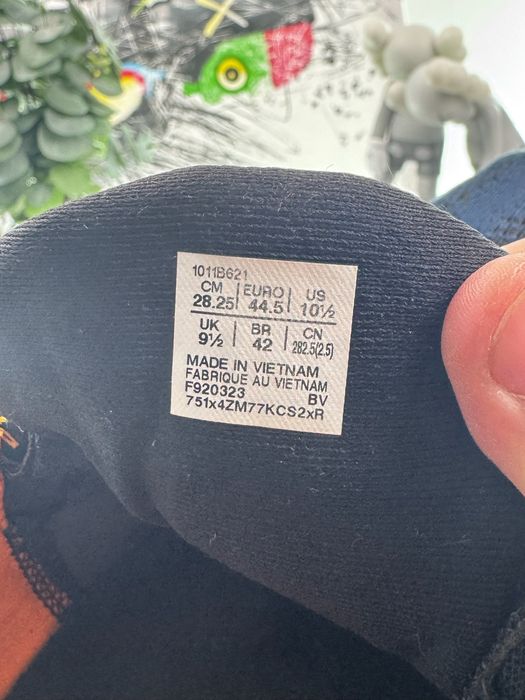 1011B621
CM | EURO | US
28.25 | 44.5 | 10½
UK | BR | CN
9½ | 42 | 282.5(2.5)
MADE IN VIETNAM
FABRIQUE AU VIETNAM
F920323 BV
751x4ZM77KCS2xR